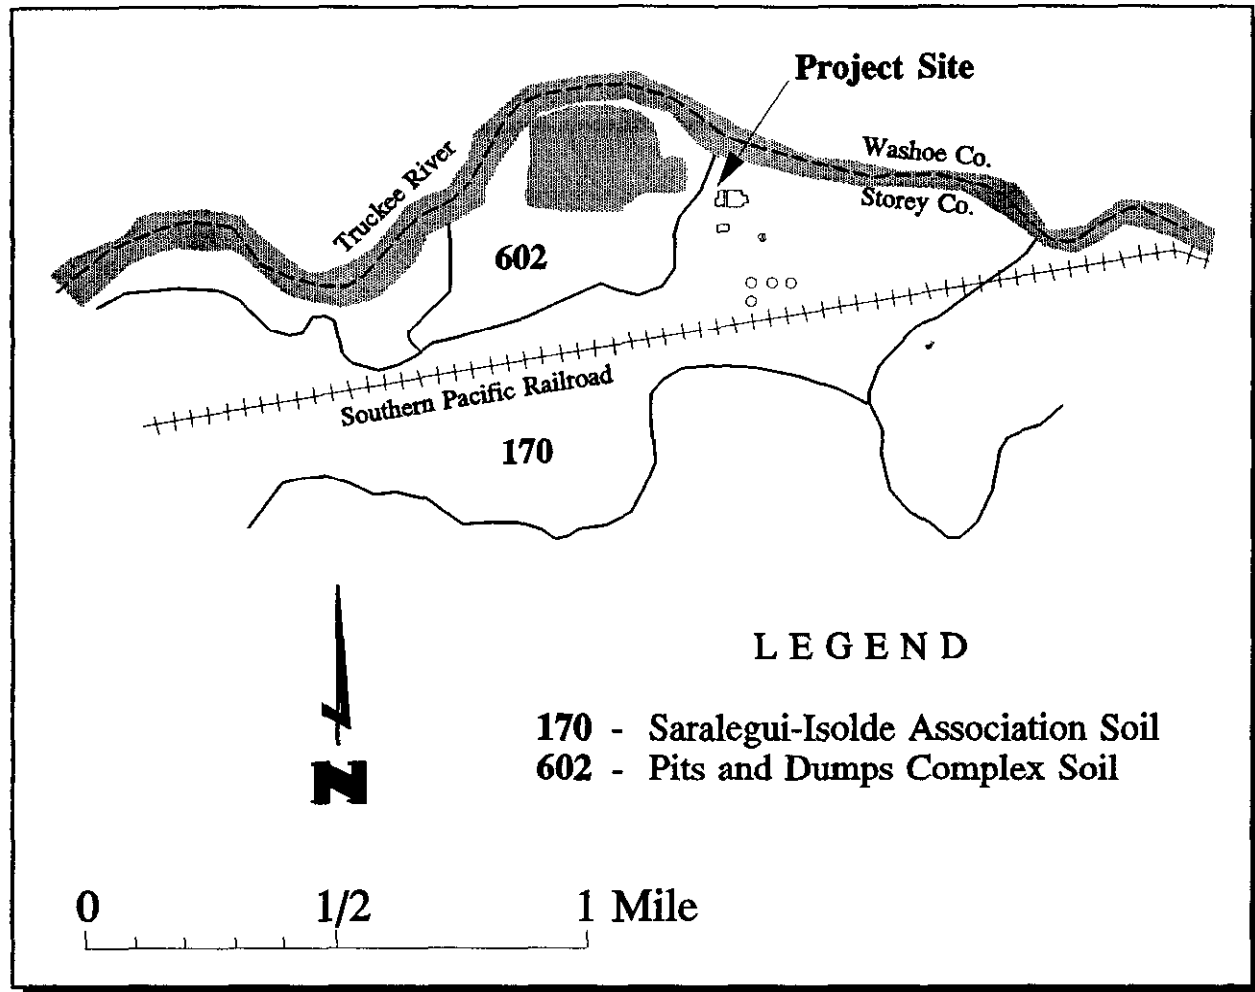 Project Site
Truckee River
Washoe Co.
Storey Co.
602
Southern Pacific Railroad
170
LEGEND
170 - Saralegui-Isolde Association Soil
602 - Pits and Dumps Complex Soil
N
0 1/2 1 Mile